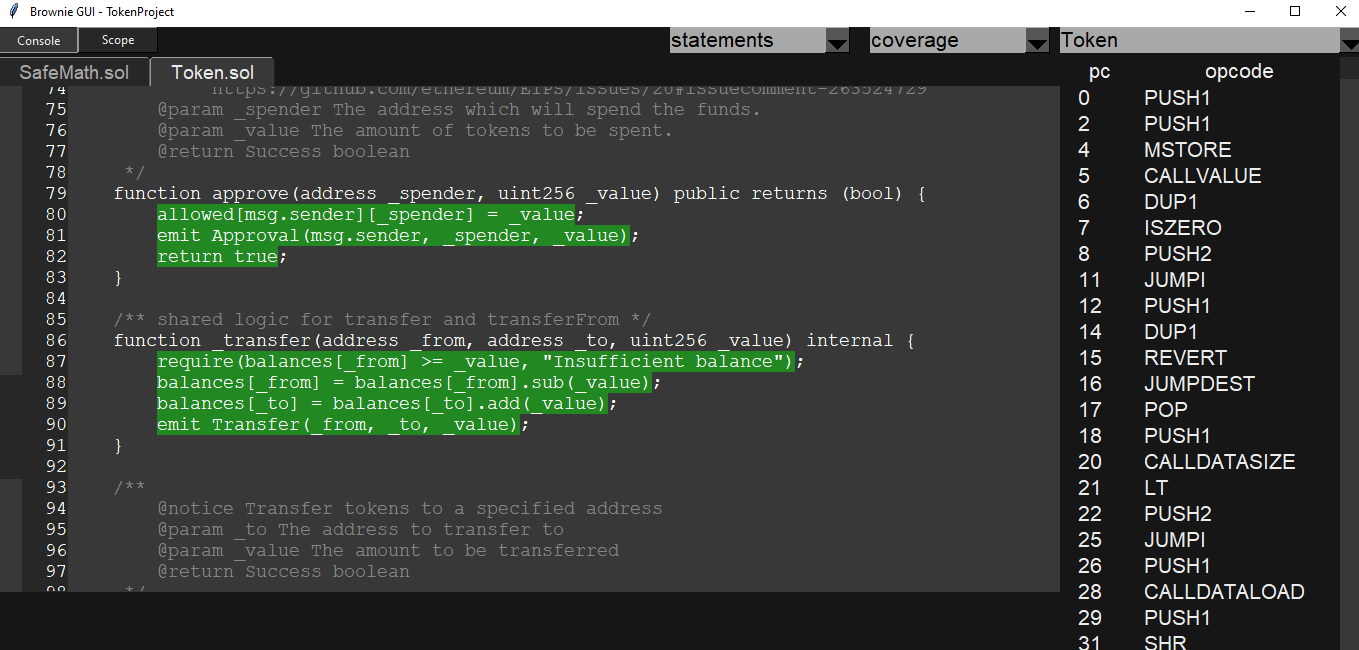 Brownie GUI - TokenProject
Console Scope statements coverage Token
SafeMath.sol Token.sol
74 https://github.com/ethereum/EIPs/issues/20#issuecomment-263524729
75 @param _spender The address which will spend the funds.
76 @param _value The amount of tokens to be spent.
77 @return Success boolean
78 */
79 function approve(address _spender, uint256 _value) public returns (bool) {
80 allowed[msg.sender][_spender] = _value;
81 emit Approval(msg.sender, _spender, _value);
82 return true;
83 }
84
85 /** shared logic for transfer and transferFrom */
86 function _transfer(address _from, address _to, uint256 _value) internal {
87 require(balances[_from] >= _value, "Insufficient balance");
88 balances[_from] = balances[_from].sub(_value);
89 balances[_to] = balances[_to].add(_value);
90 emit Transfer(_from, _to, _value);
91 }
92
93 /**
94 @notice Transfer tokens to a specified address
95 @param _to The address to transfer to
96 @param _value The amount to be transferred
97 @return Success boolean
98 */
pc opcode
0 PUSH1
2 PUSH1
4 MSTORE
5 CALLVALUE
6 DUP1
7 ISZERO
8 PUSH2
11 JUMPI
12 PUSH1
14 DUP1
15 REVERT
16 JUMPDEST
17 POP
18 PUSH1
20 CALLDATASIZE
21 LT
22 PUSH2
25 JUMPI
26 PUSH1
28 CALLDATALOAD
29 PUSH1
31 SHR